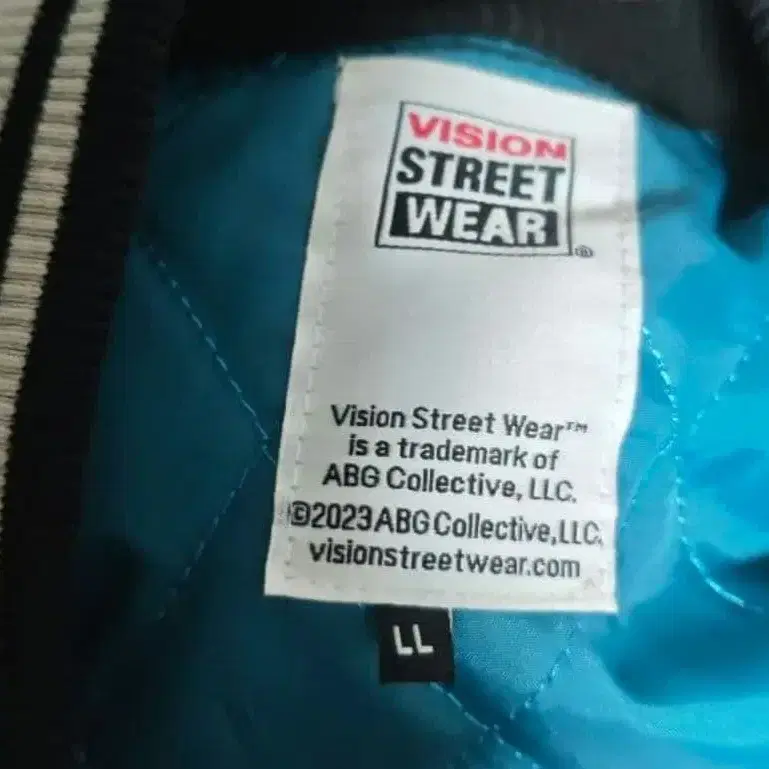 VISION
STREET
WEAR
®
Vision Street Wear™
is a trademark of
ABG Collective, LLC.
©2023 ABG Collective, LLC.
visionstreetwear.com
LL